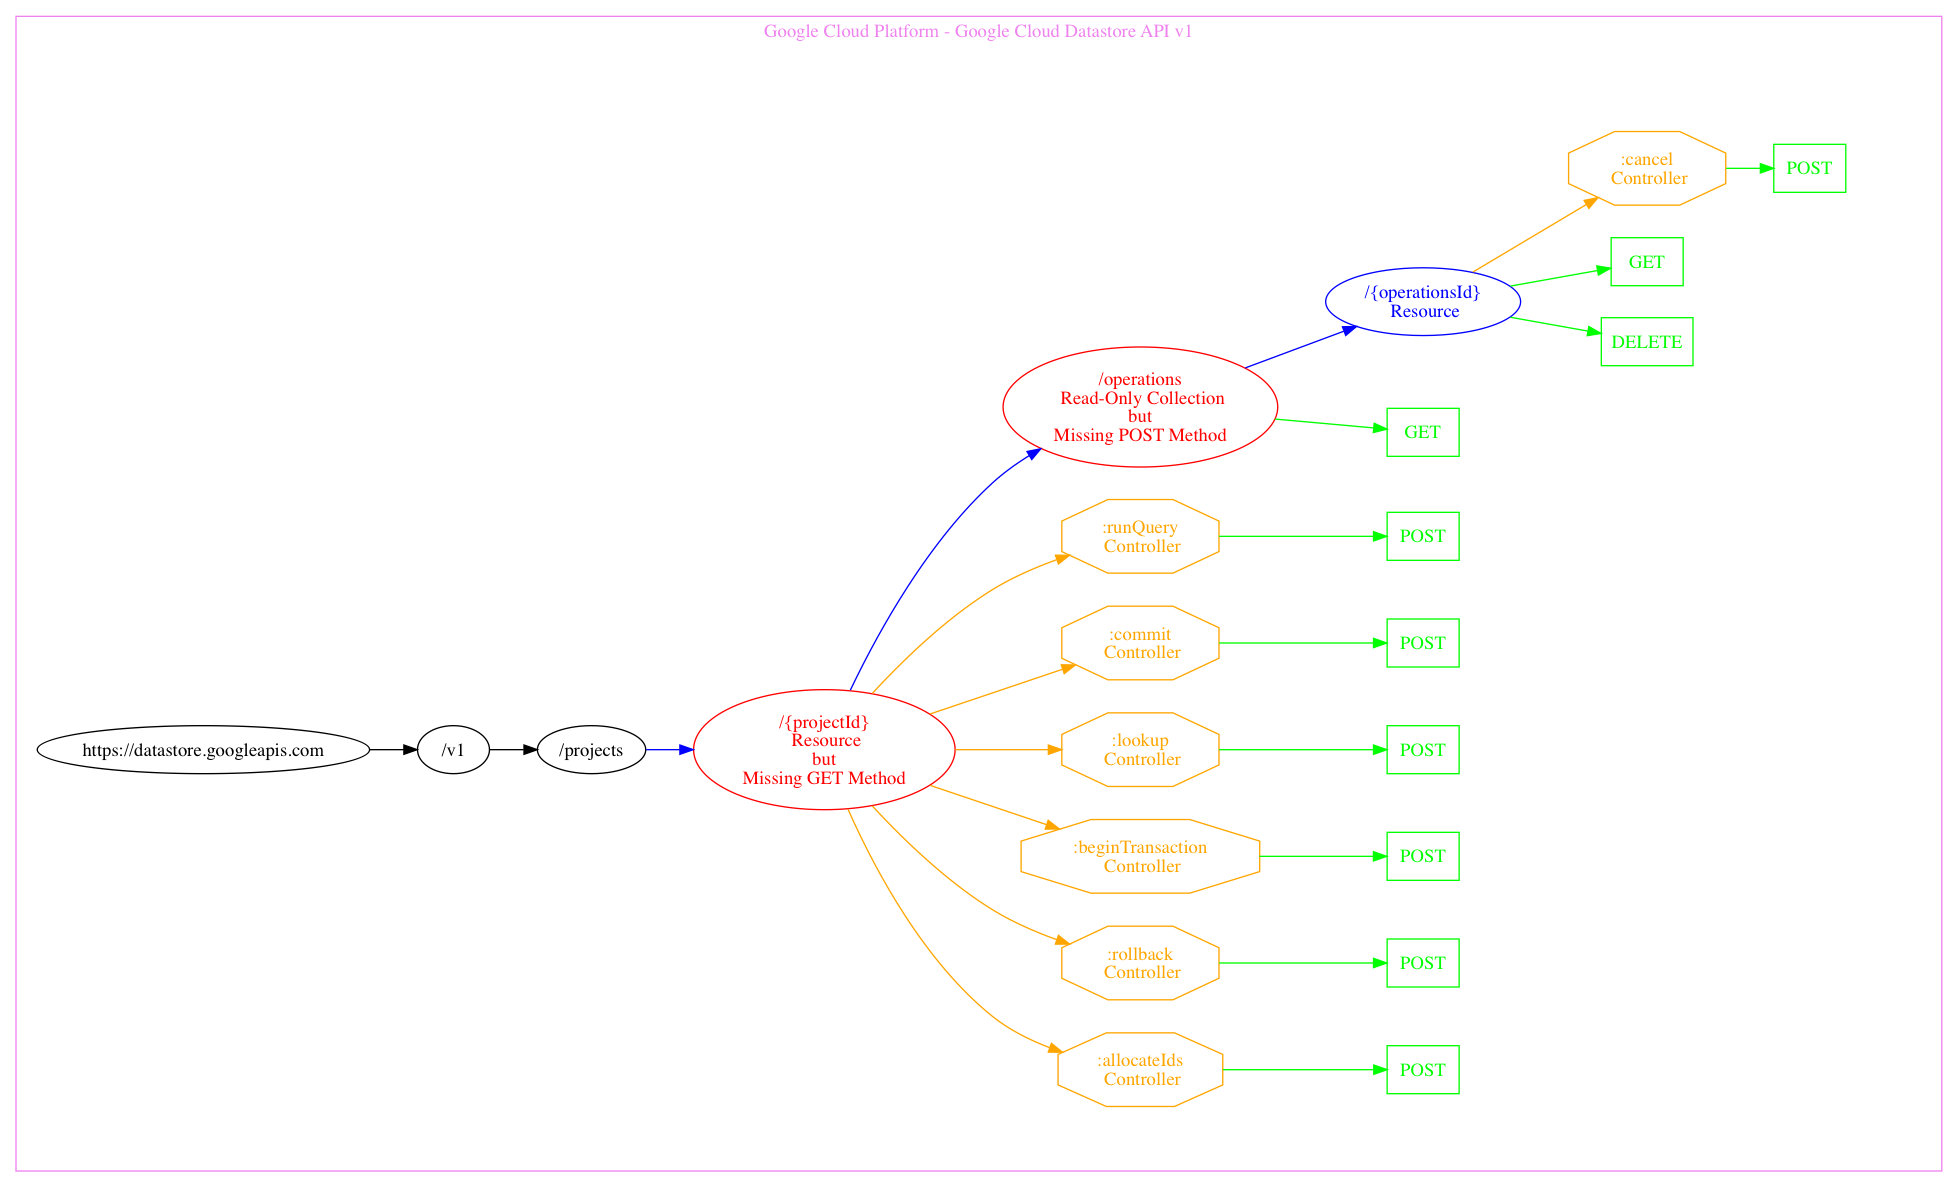 Google Cloud Platform - Google Cloud Datastore API v1
:cancel
Controller
POST
GET
/{operationsId}
Resource
DELETE
/operations
Read-Only Collection
but
Missing POST Method
GET
:runQuery
Controller
POST
:commit
Controller
POST
https://datastore.googleapis.com
/v1
/projects
/{projectId}
Resource
but
Missing GET Method
:lookup
Controller
POST
:beginTransaction
Controller
POST
:rollback
Controller
POST
:allocateIds
Controller
POST